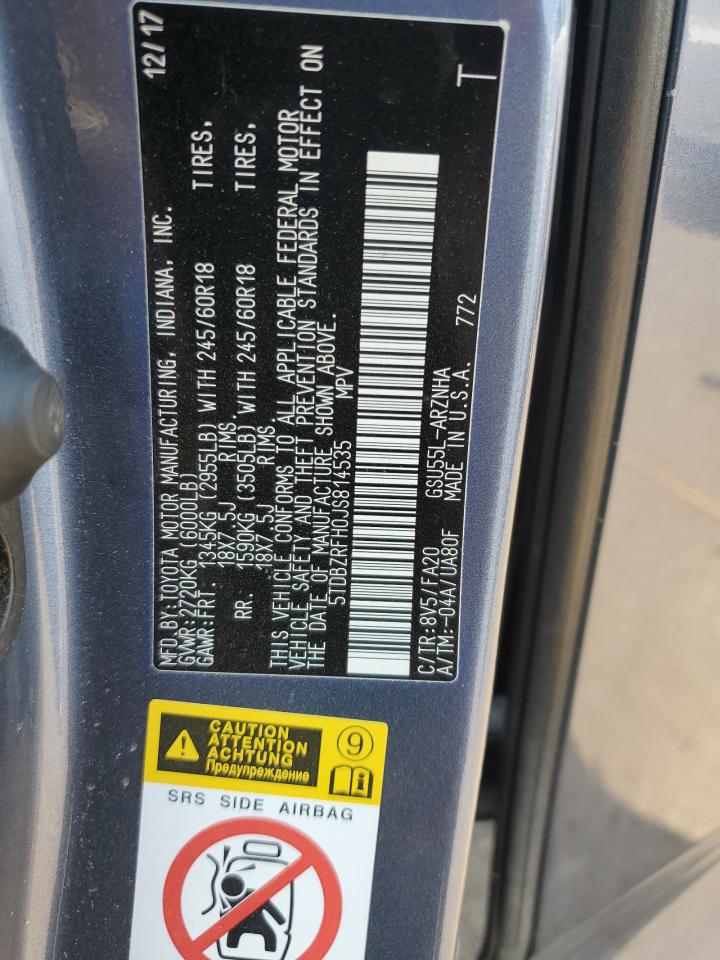 12/17
MFD BY:TOYOTA MOTOR MANUFACTURING, INDIANA, INC.
GVWR:2720KG (6000LB)
GAWR:FRT. 1345KG (2955LB) WITH 245/60R18 TIRES,
18X7.5J RIMS.
RR. 1590KG (3505LB) WITH 245/60R18 TIRES,
18X7.5J RIMS.
THIS VEHICLE CONFORMS TO ALL APPLICABLE FEDERAL MOTOR
VEHICLE SAFETY AND THEFT PREVENTION STANDARDS IN EFFECT ON
THE DATE OF MANUFACTURE SHOWN ABOVE.
5TDBZRFH0JS814535 MPV
C/TR:8V5/FA20 GSU55L-ARZNHA
A/TM:-04A/UA80F MADE IN U.S.A. 772
T
CAUTION
ATTENTION
ACHTUNG
Предупреждение
9
SRS SIDE AIRBAG